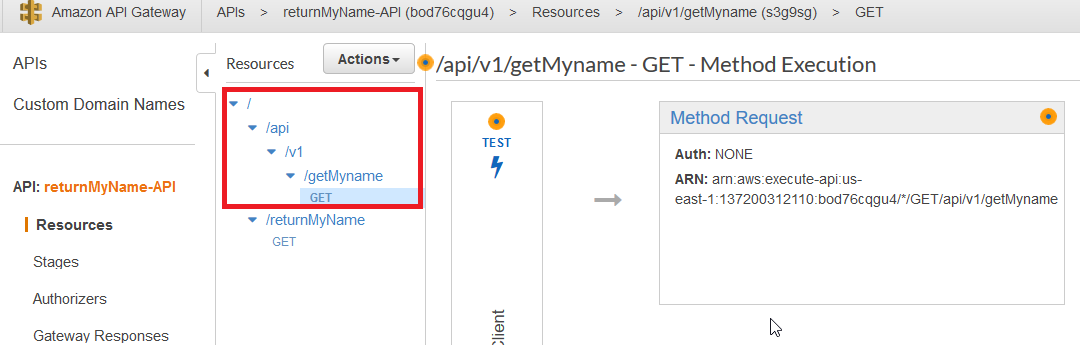 Amazon API Gateway APIs > returnMyName-API (bod76cqgu4) > Resources > /api/v1/getMyname (s3g9sg) > GET
APIs
Custom Domain Names
API: returnMyName-API
Resources
Stages
Authorizers
Gateway Responses
Resources Actions
/
/api
/v1
/getMyname
GET
/returnMyName
GET
/api/v1/getMyname - GET - Method Execution
TEST
Client
Method Request
Auth: NONE
ARN: arn:aws:execute-api:us-
east-1:137200312110:bod76cqgu4/*/GET/api/v1/getMyname